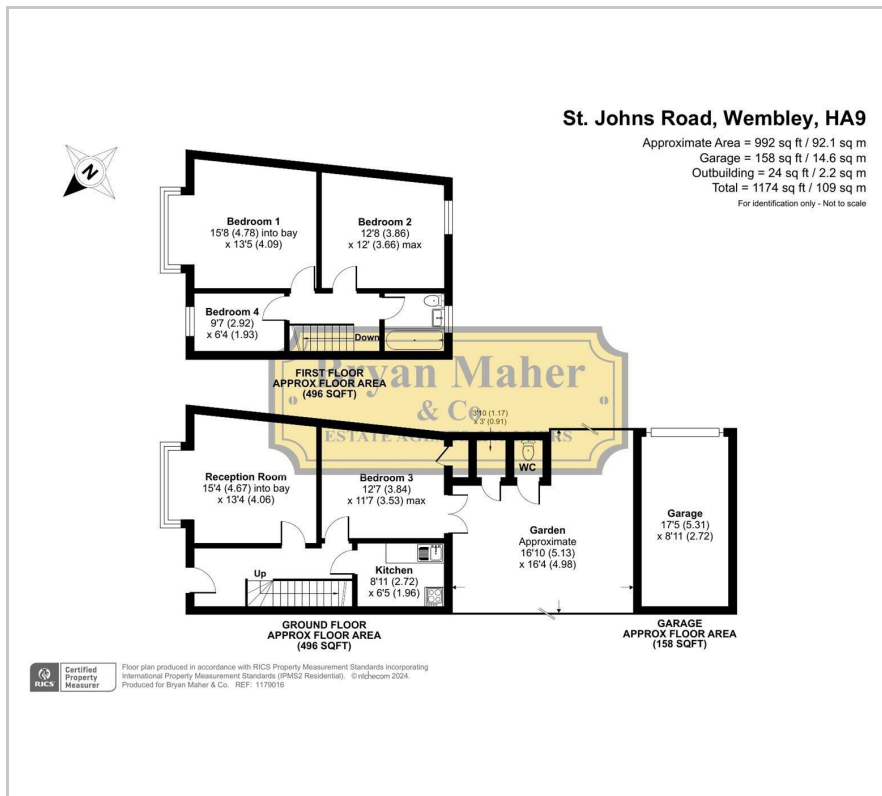 St. Johns Road, Wembley, HA9
Approximate Area = 992 sq ft / 92.1 sq m
Garage = 158 sq ft / 14.6 sq m
Outbuilding = 24 sq ft / 2.2 sq m
Total = 1174 sq ft / 109 sq m
For identification only - Not to scale
N
Bedroom 1
15'8 (4.78) into bay
x 13'5 (4.09)
Bedroom 2
12'8 (3.86)
x 12' (3.66) max
Bedroom 4
9'7 (2.92)
x 6'4 (1.93)
Down
FIRST FLOOR
APPROX FLOOR AREA
(496 SQFT)
Bryan Maher
& Co
3'10 (1.17)
x 3' (0.91)
WC
Reception Room
15'4 (4.67) into bay
x 13'4 (4.06)
Bedroom 3
12'7 (3.84)
x 11'7 (3.53) max
Garden
Approximate
16'10 (5.13)
x 16'4 (4.98)
Garage
17'5 (5.31)
x 8'11 (2.72)
Up
Kitchen
8'11 (2.72)
x 6'5 (1.96)
GROUND FLOOR
APPROX FLOOR AREA
(496 SQFT)
GARAGE
APPROX FLOOR AREA
(158 SQFT)
RICS
Certified
Property
Measurer
Floor plan produced in accordance with RICS Property Measurement Standards incorporating
International Property Measurement Standards (IPMS2 Residential). © nichecom 2024.
Produced for Bryan Maher & Co. REF: 1179016